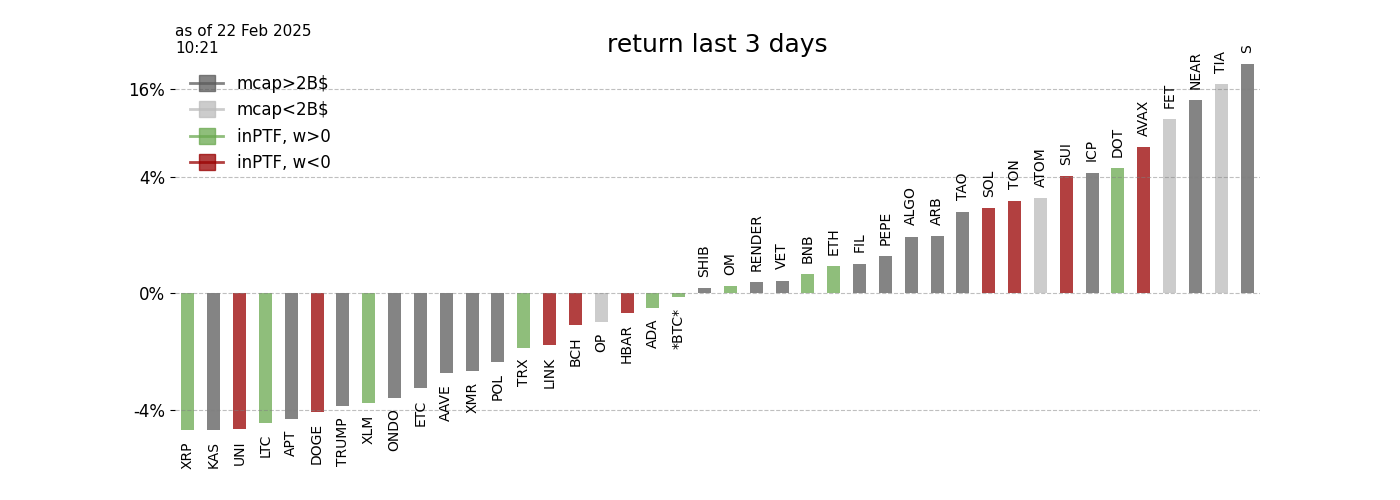 as of 22 Feb 2025
10:21
return last 3 days
mcap>2B$
mcap<2B$
inPTF, w>0
inPTF, w<0
16%
4%
0%
-4%
XRP
KAS
UNI
LTC
APT
DOGE
TRUMP
XLM
ONDO
ETC
AAVE
XMR
POL
TRX
LINK
BCH
OP
HBAR
ADA
*BTC*
SHIB
OM
RENDER
VET
BNB
ETH
FIL
PEPE
ALGO
ARB
TAO
SOL
TON
ATOM
SUI
ICP
DOT
AVAX
FET
NEAR
TIA
S